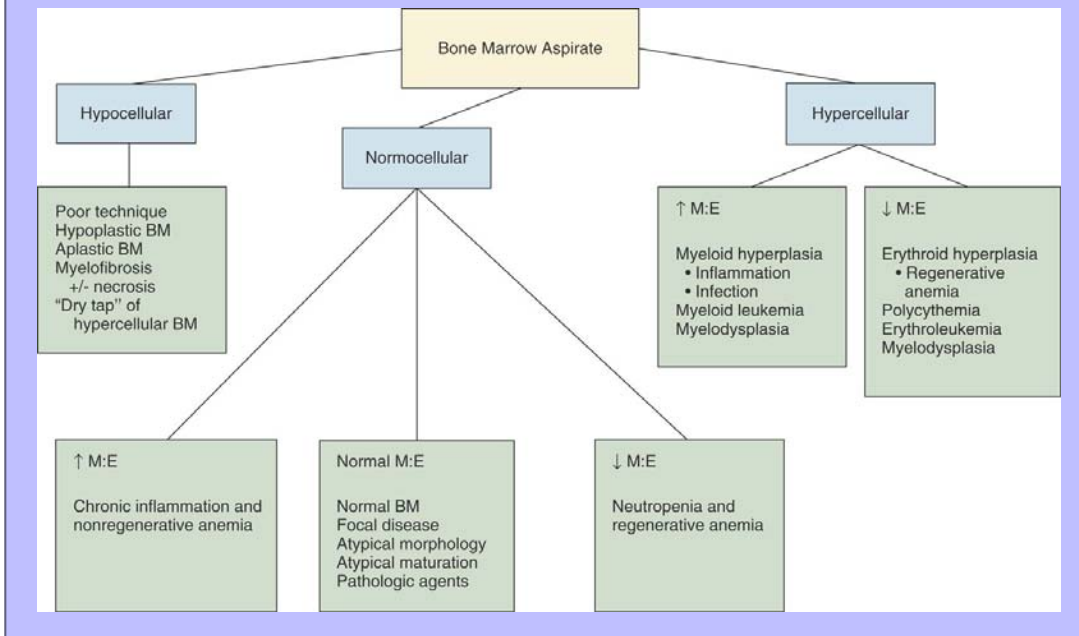 Bone Marrow Aspirate
Hypocellular
Normocellular
Hypercellular
Poor technique
Hypoplastic BM
Aplastic BM
Myelofibrosis
+/- necrosis
“Dry tap” of
hypercellular BM
↑ M:E
Myeloid hyperplasia
• Inflammation
• Infection
Myeloid leukemia
Myelodysplasia
↓ M:E
Erythroid hyperplasia
• Regenerative
anemia
Polycythemia
Erythroleukemia
Myelodysplasia
↑ M:E
Chronic inflammation and
nonregenerative anemia
Normal M:E
Normal BM
Focal disease
Atypical morphology
Atypical maturation
Pathologic agents
↓ M:E
Neutropenia and
regenerative anemia